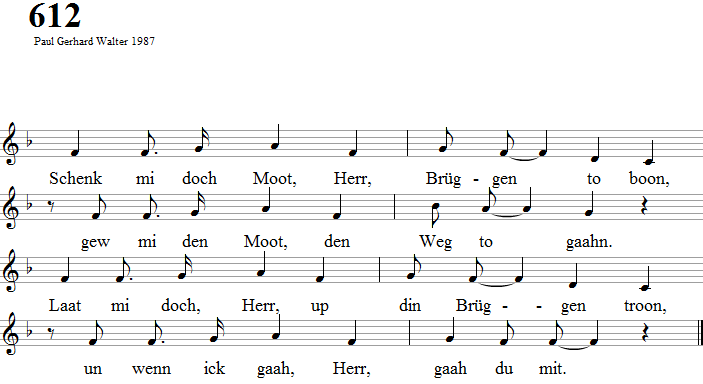 612
Paul Gerhard Walter 1987
Schenk mi doch Moot, Herr, Brüg - gen to boon,
gew mi den Moot, den Weg to gaahn.
Laat mi doch, Herr, up din Brüg - - gen troon,
un wenn ick gaah, Herr, gaah du mit.